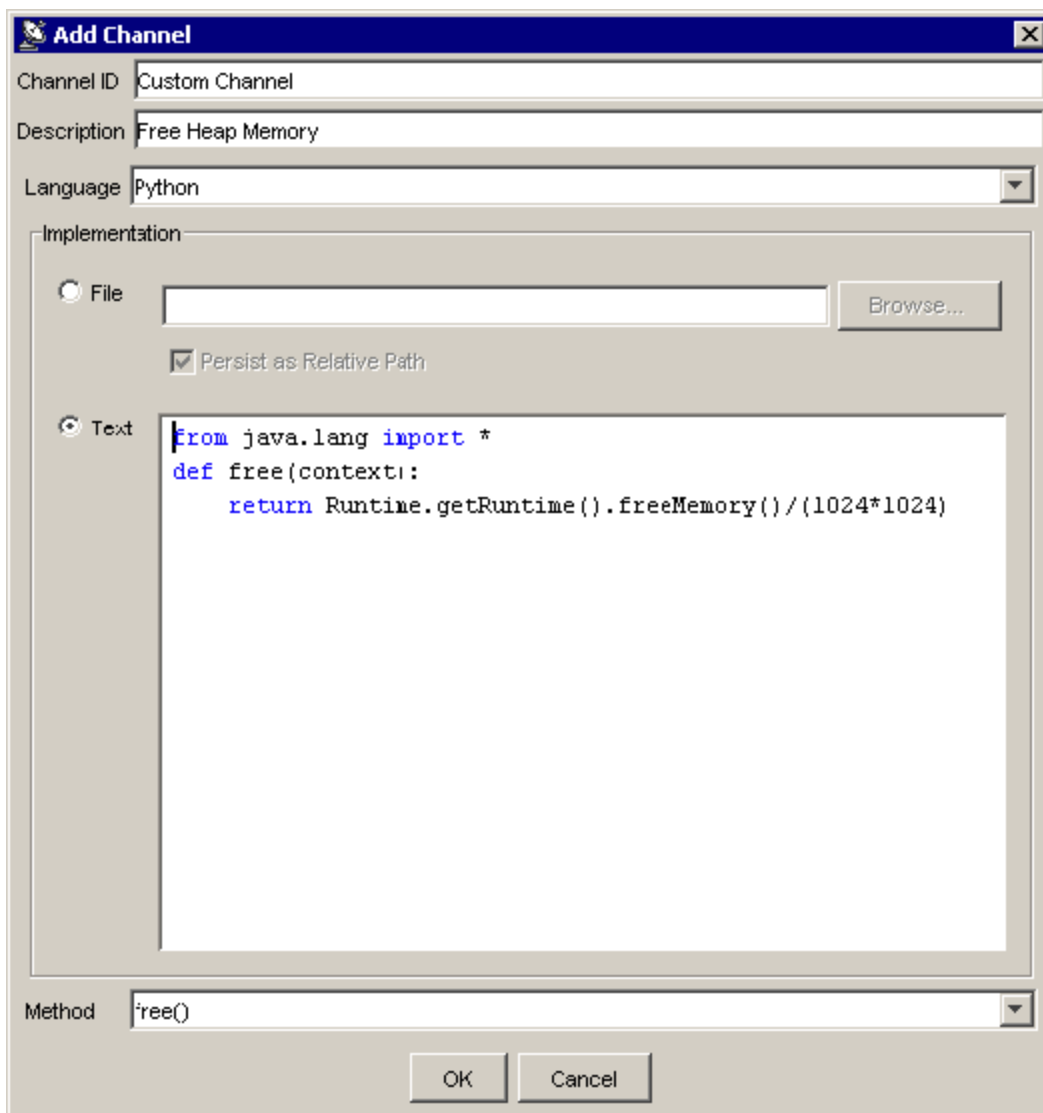 Add Channel
Channel ID Custom Channel
Description Free Heap Memory
Language Python
Implementation
File Browse...
Persist as Relative Path
Text
from java.lang import *
def free(context):
    return Runtime.getRuntime().freeMemory()/(1024*1024)
Method free()
OK Cancel